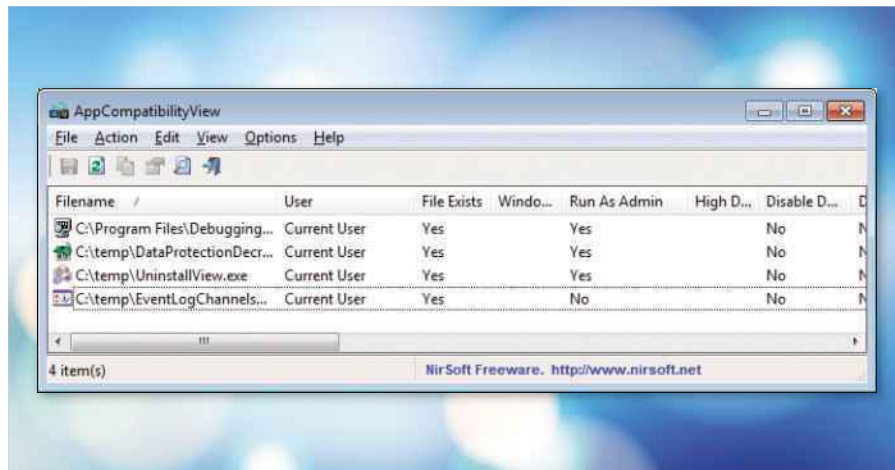 AppCompatibilityView
File Action Edit View Options Help
Filename / User File Exists Windo... Run As Admin High D... Disable D... D
C:\Program Files\Debugging... Current User Yes Yes No N
C:\temp\DataProtectionDecr... Current User Yes Yes No N
C:\temp\UninstallView.exe Current User Yes Yes No N
C:\temp\EventLogChannels... Current User Yes No No N
4 item(s) NirSoft Freeware. http://www.nirsoft.net